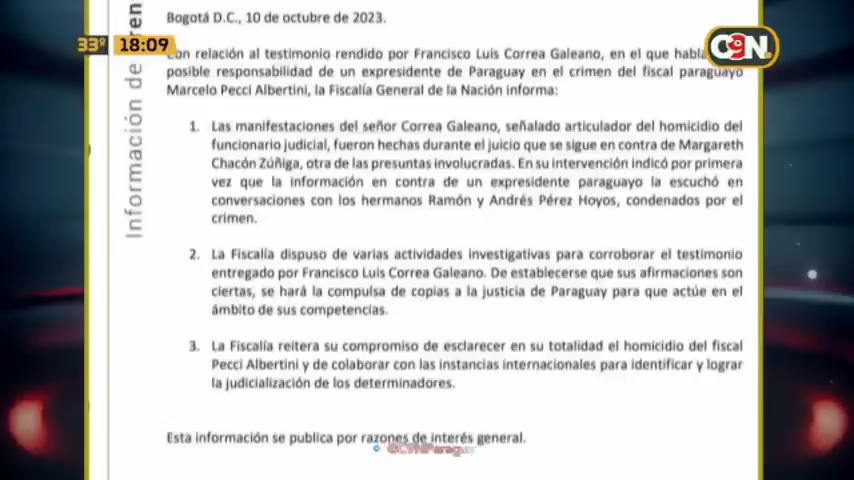 Bogotá D.C., 10 de octubre de 2023.
33º 18:09
C9N.
Información de
Con relación al testimonio rendido por Francisco Luis Correa Galeano, en el que
posible responsabilidad de un expresidente de Paraguay en el crimen del fiscal paraguayo
Marcelo Pecci Albertini, la Fiscalía General de la Nación informa:
1. Las manifestaciones del señor Correa Galeano, señalado articulador del homicidio del
funcionario judicial, fueron hechas durante el juicio que se sigue en contra de Margareth
Chacón Zúñiga, otra de las presuntas involucradas. En su intervención indicó por primera
vez que la información en contra de un expresidente paraguayo la escuchó en
conversaciones con los hermanos Ramón y Andrés Pérez Hoyos, condenados por el
crimen.
2. La Fiscalía dispuso de varias actividades investigativas para corroborar el testimonio
entregado por Francisco Luis Correa Galeano. De establecerse que sus afirmaciones son
ciertas, se hará la compulsa de copias a la justicia de Paraguay para que actúe en el
ámbito de sus competencias.
3. La Fiscalía reitera su compromiso de esclarecer en su totalidad el homicidio del fiscal
Pecci Albertini y de colaborar con las instancias internacionales para identificar y lograr
la judicialización de los determinadores.
Esta información se publica por razones de interés general.